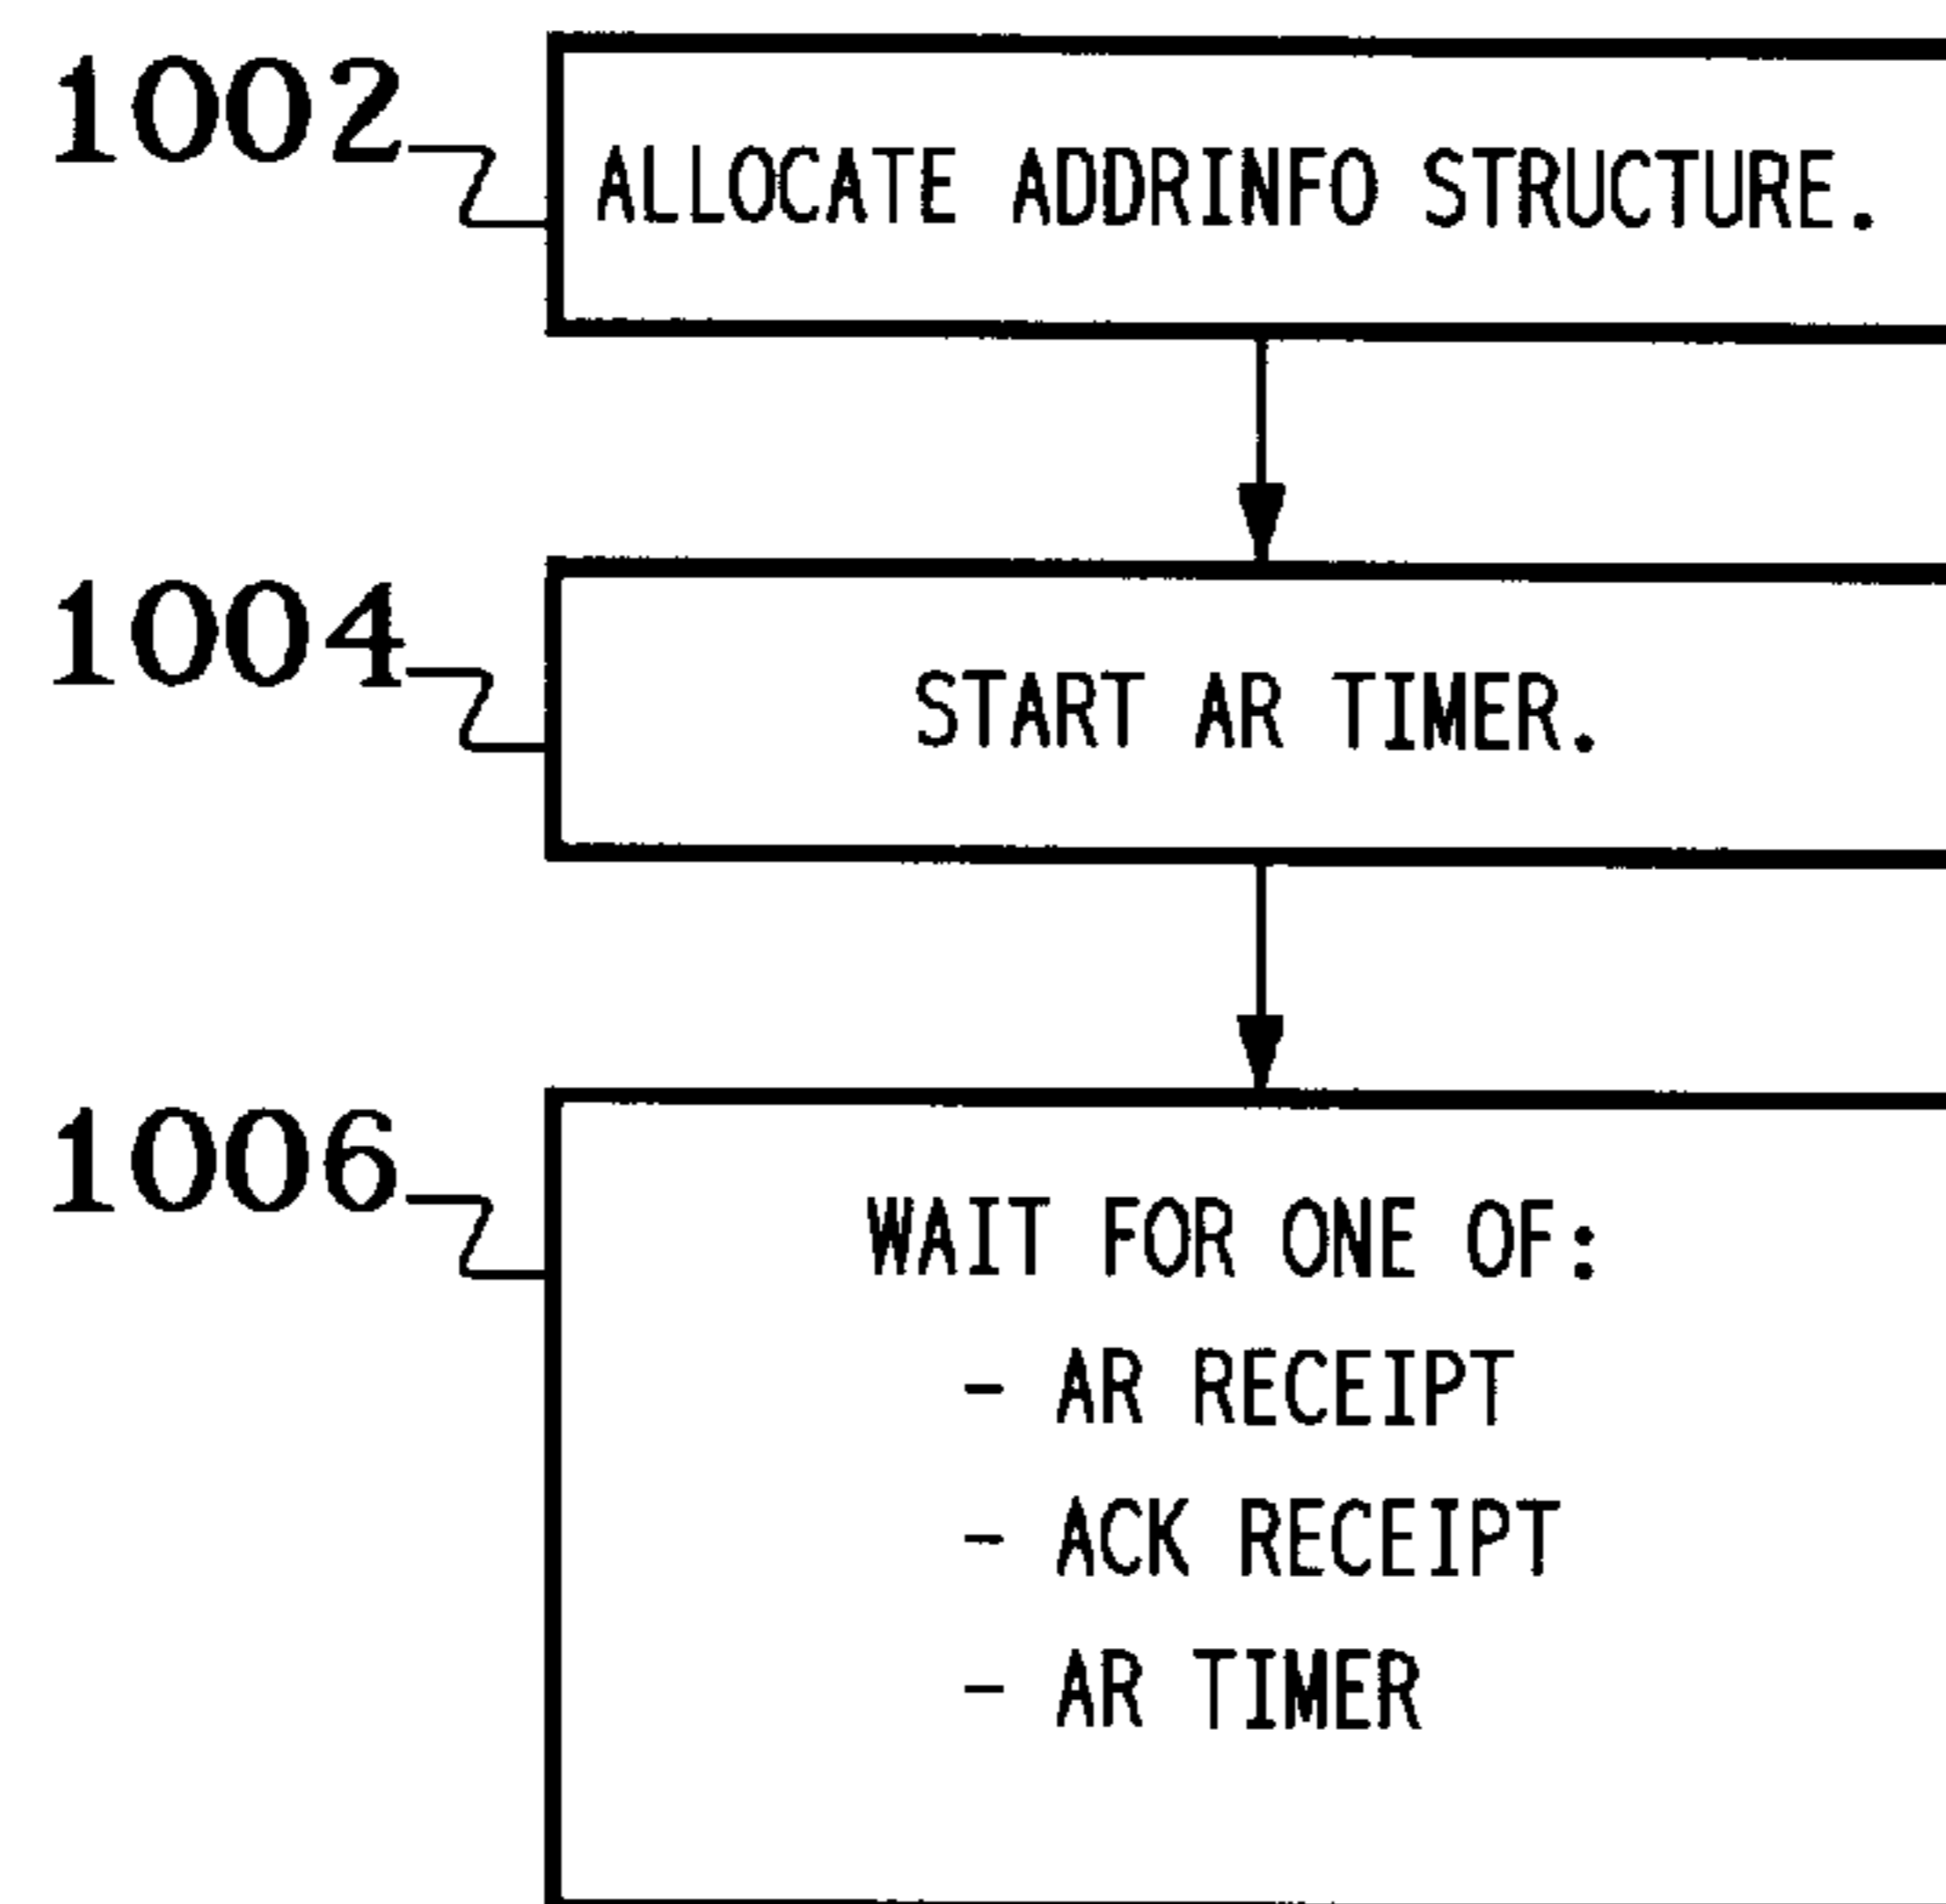 1002
ALLOCATE ADDRINFO STRUCTURE.
1004
START AR TIMER.
1006
WAIT FOR ONE OF:
- AR RECEIPT
- ACK RECEIPT
- AR TIMER